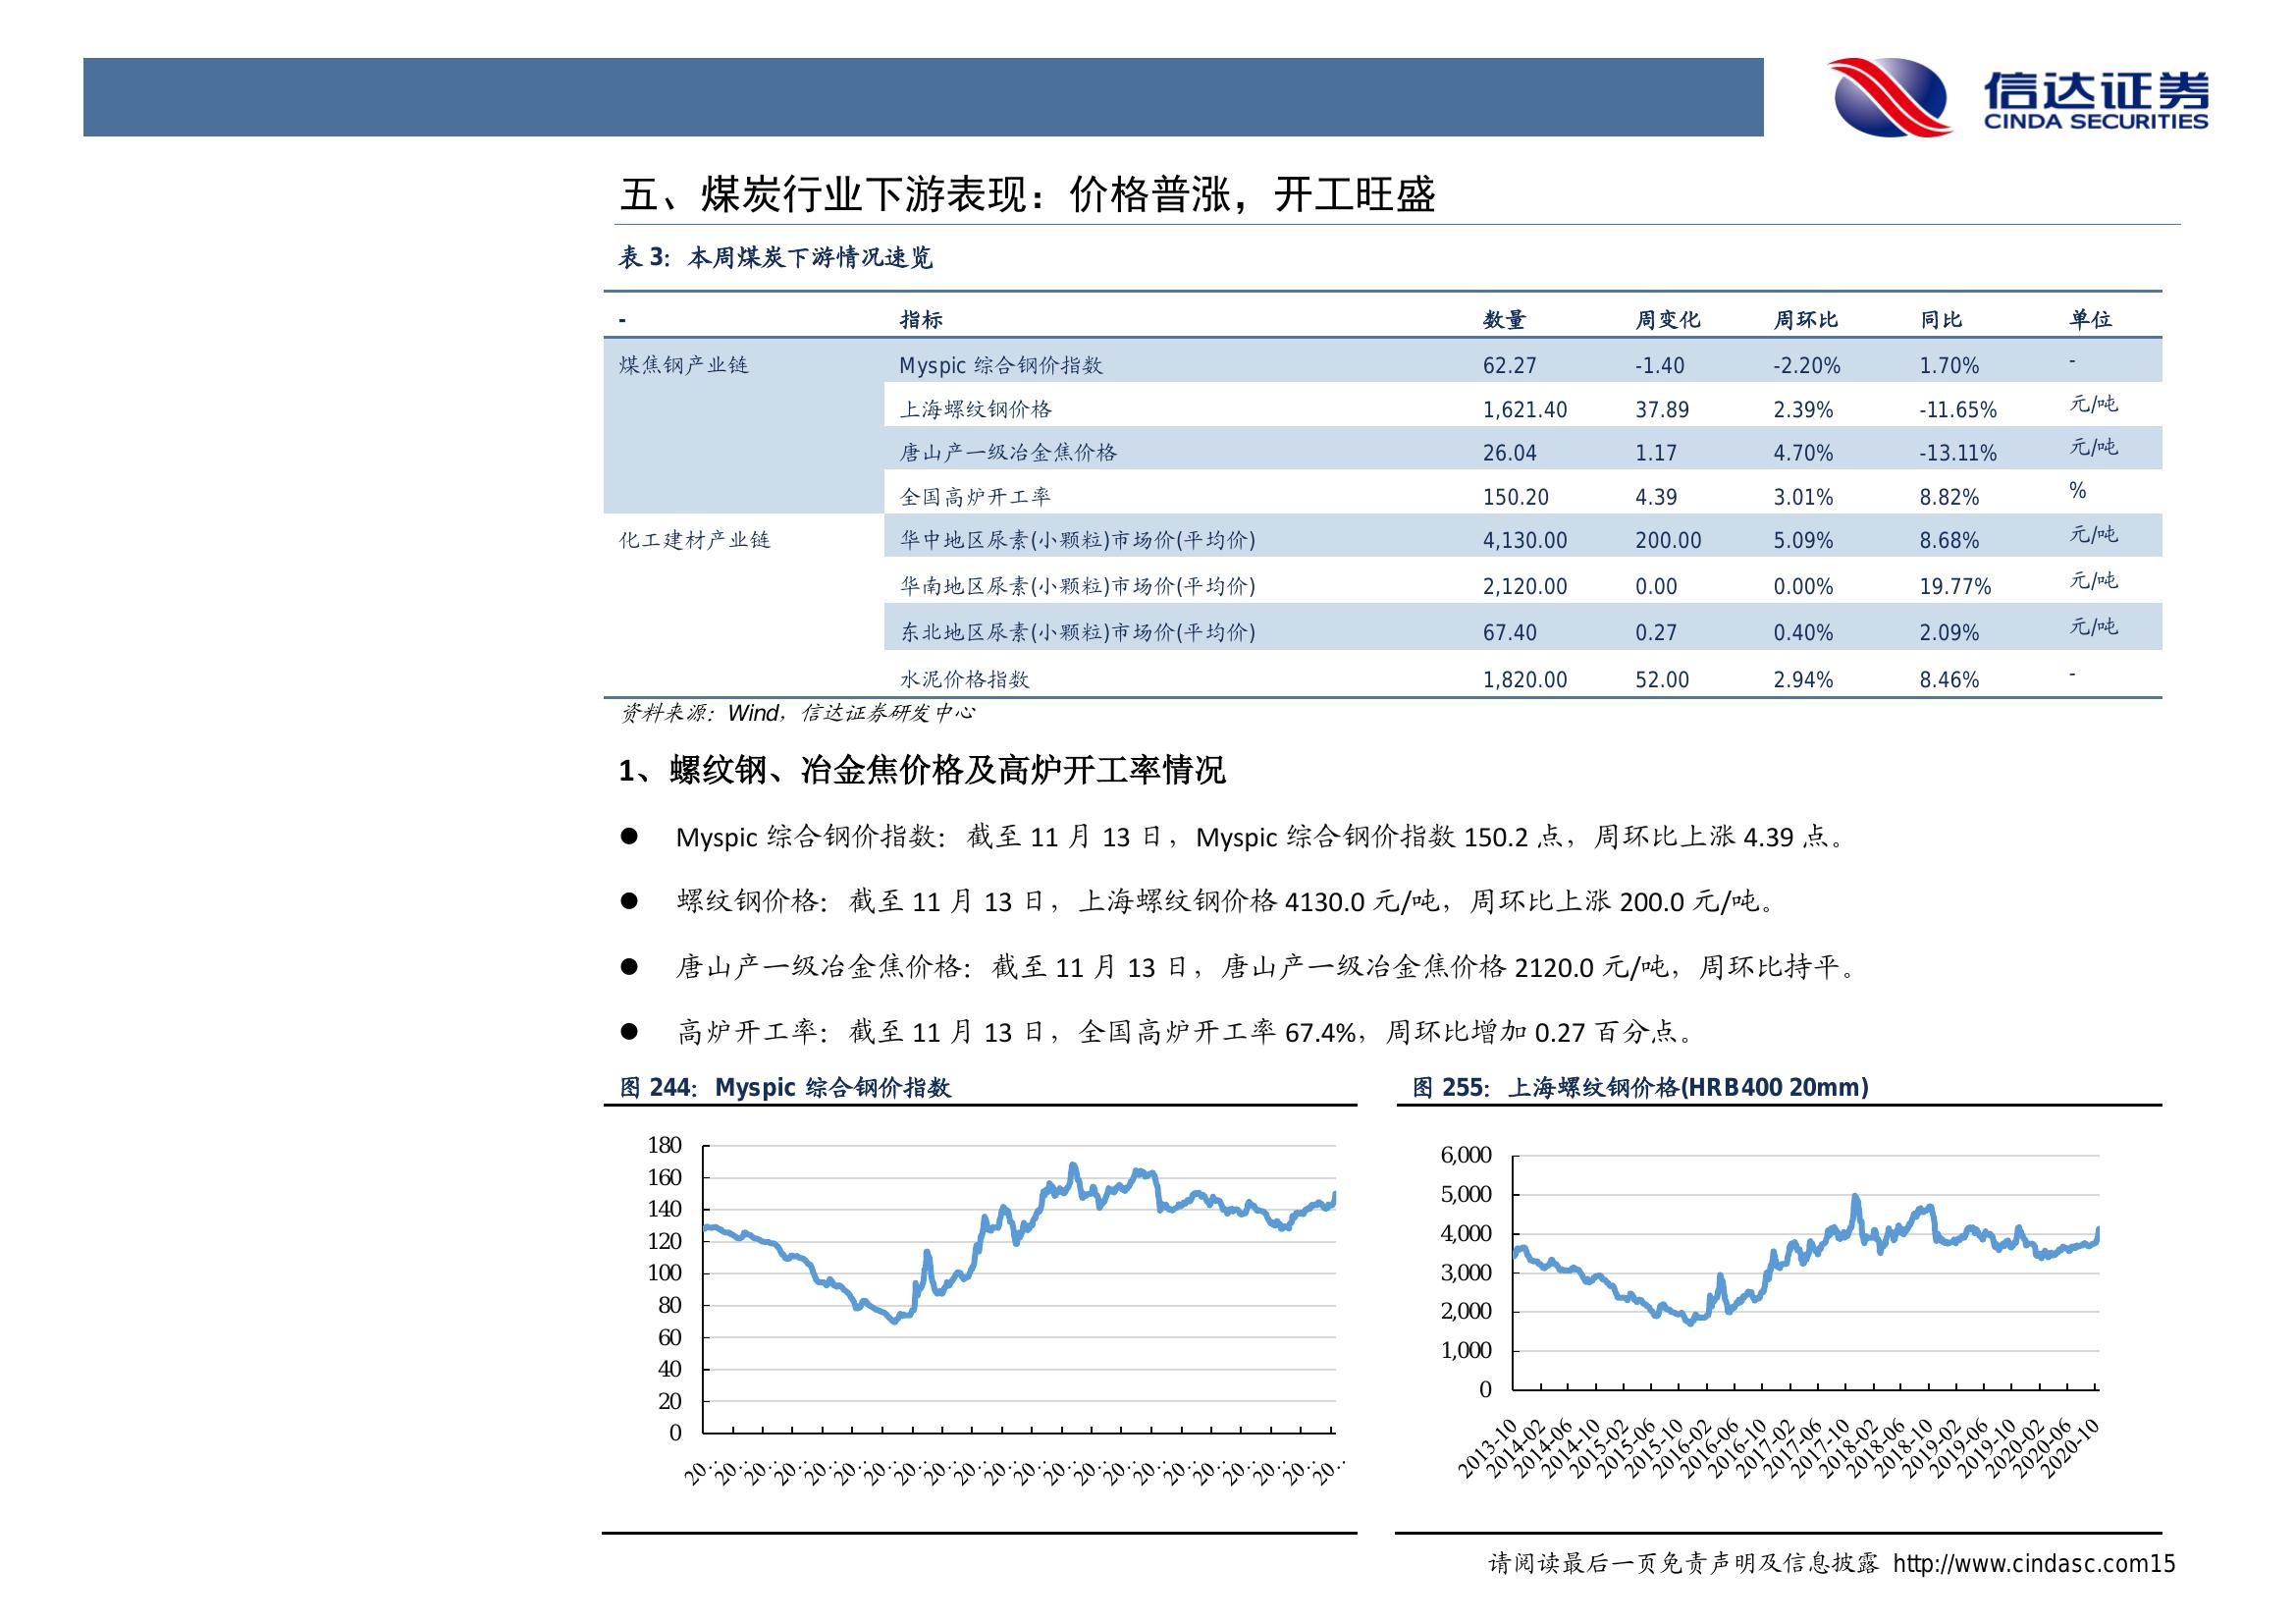 信达证券
CINDA SECURITIES
五、煤炭行业下游表现：价格普涨，开工旺盛
表 3：本周煤炭下游情况速览
- 指标 数量 周变化 周环比 同比 单位
煤焦钢产业链 Myspic 综合钢价指数 62.27 -1.40 -2.20% 1.70% -
上海螺纹钢价格 1,621.40 37.89 2.39% -11.65% 元/吨
唐山产一级冶金焦价格 26.04 1.17 4.70% -13.11% 元/吨
全国高炉开工率 150.20 4.39 3.01% 8.82% %
化工建材产业链 华中地区尿素(小颗粒)市场价(平均价) 4,130.00 200.00 5.09% 8.68% 元/吨
华南地区尿素(小颗粒)市场价(平均价) 2,120.00 0.00 0.00% 19.77% 元/吨
东北地区尿素(小颗粒)市场价(平均价) 67.40 0.27 0.40% 2.09% 元/吨
水泥价格指数 1,820.00 52.00 2.94% 8.46% -
资料来源：Wind，信达证券研发中心
1、螺纹钢、冶金焦价格及高炉开工率情况
● Myspic 综合钢价指数：截至 11 月 13 日，Myspic 综合钢价指数 150.2 点，周环比上涨 4.39 点。
● 螺纹钢价格：截至 11 月 13 日，上海螺纹钢价格 4130.0 元/吨，周环比上涨 200.0 元/吨。
● 唐山产一级冶金焦价格：截至 11 月 13 日，唐山产一级冶金焦价格 2120.0 元/吨，周环比持平。
● 高炉开工率：截至 11 月 13 日，全国高炉开工率 67.4%，周环比增加 0.27 百分点。
图 244：Myspic 综合钢价指数
180
160
140
120
100
80
60
40
20
0
20.. 20.. 20.. 20.. 20.. 20.. 20.. 20.. 20.. 20.. 20.. 20.. 20.. 20.. 20.. 20.. 20.. 20.. 20.. 20.. 20.. 20..
图 255：上海螺纹钢价格(HRB400 20mm)
6,000
5,000
4,000
3,000
2,000
1,000
0
2013-10 2014-02 2014-06 2014-10 2015-02 2015-06 2015-10 2016-02 2016-06 2016-10 2017-02 2017-06 2017-10 2018-02 2018-06 2018-10 2019-02 2019-06 2019-10 2020-02 2020-06 2020-10
请阅读最后一页免责声明及信息披露 http://www.cindasc.com15